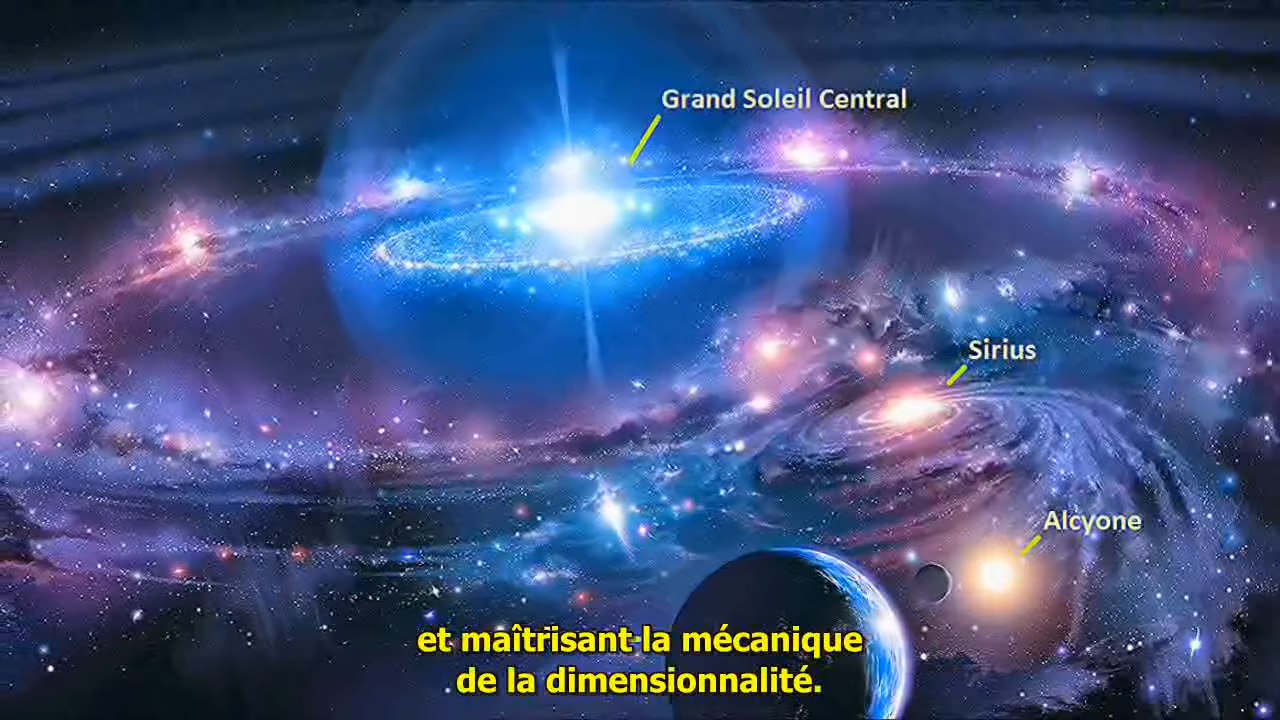 Grand Soleil Central
Sirius
Alcyone
et maîtrisant la mécanique
de la dimensionnalité.